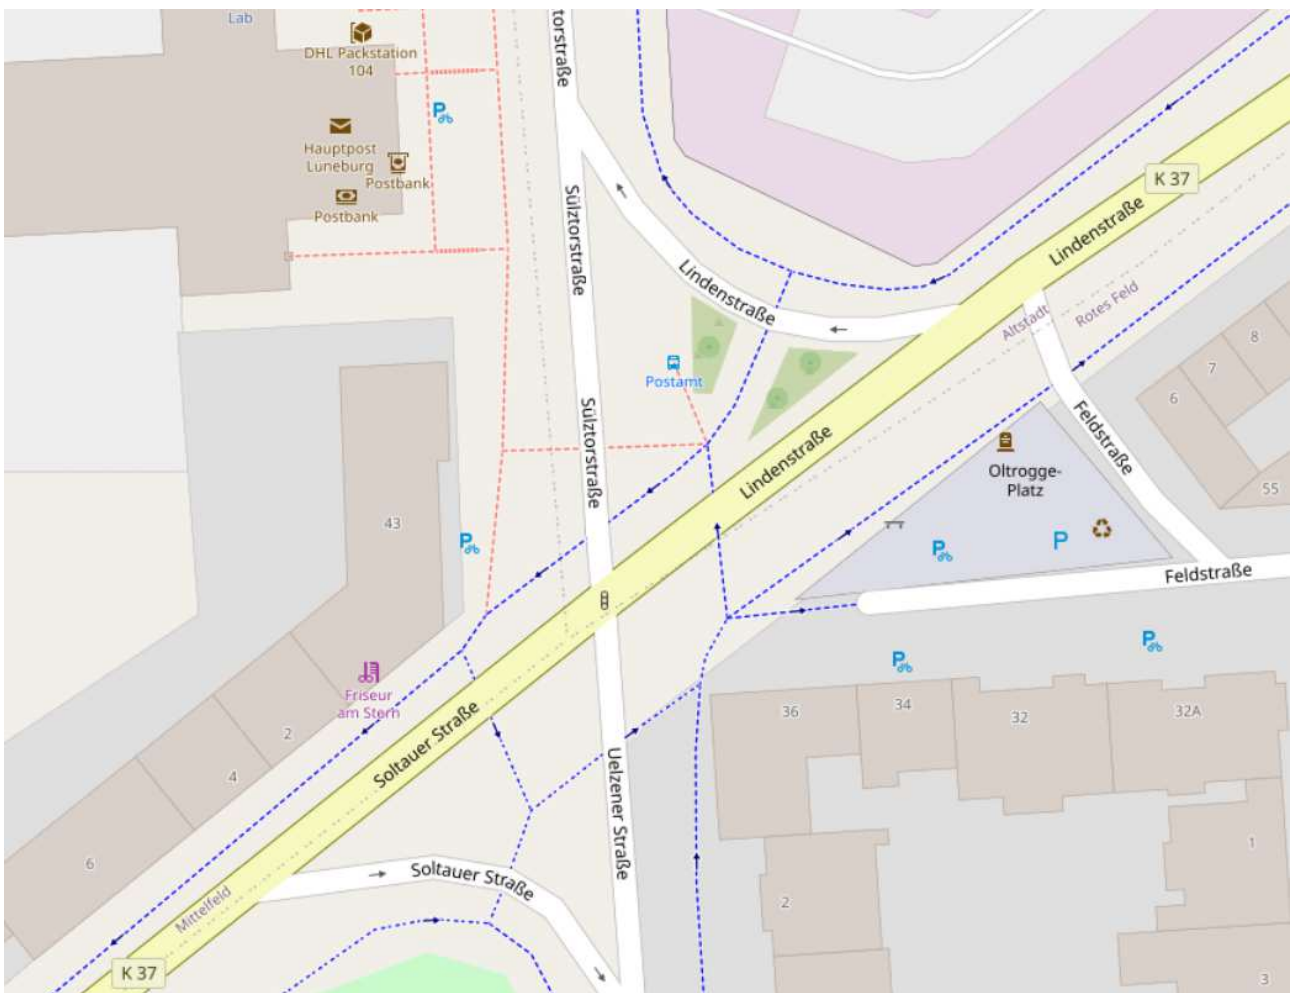 Lab
DHL Packstation
104
Hauptpost
Lüneburg
Postbank
Postbank
torstraße
K 37
Lindenstraße
Sülztorstraße
Lindenstraße
Altstadt
Rotes Feld
8
7
6
55
Postamt
Feldstraße
Sülztorstraße
Lindenstraße
Oltrogge-
Platz
43
P
P
P
P
Feldstraße
P
P
Friseur
am Stern
2
4
6
Soltauer Straße
36
34
32
32A
Uelzener Straße
1
Soltauer Straße
Mittelfeld
2
K 37
3